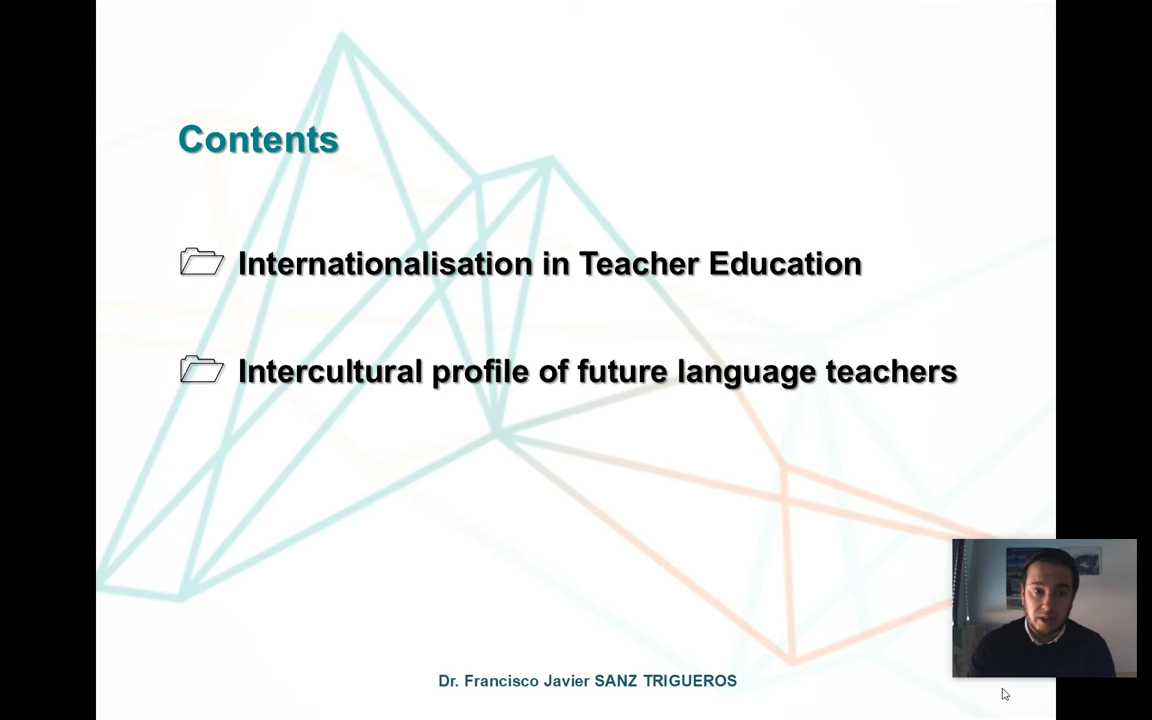 Contents
Internationalisation in Teacher Education
Intercultural profile of future language teachers
Dr. Francisco Javier SANZ TRIGUEROS